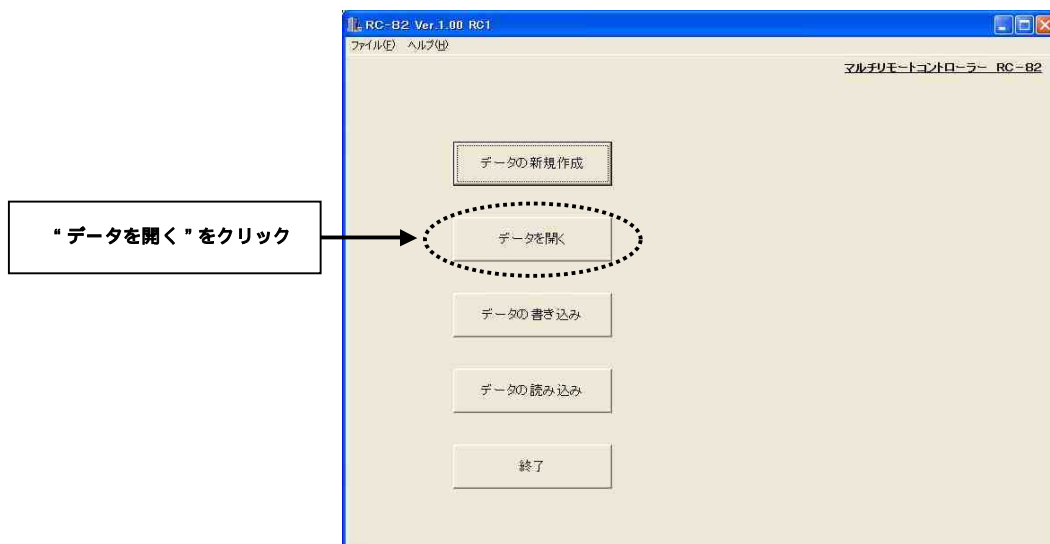 RC-82 Ver.1.00 RC1
ファイル(F) ヘルプ(H)
マルチリモートコントローラー RC-82
データの新規作成
“データを開く”をクリック
データを開く
データの書き込み
データの読み込み
終了